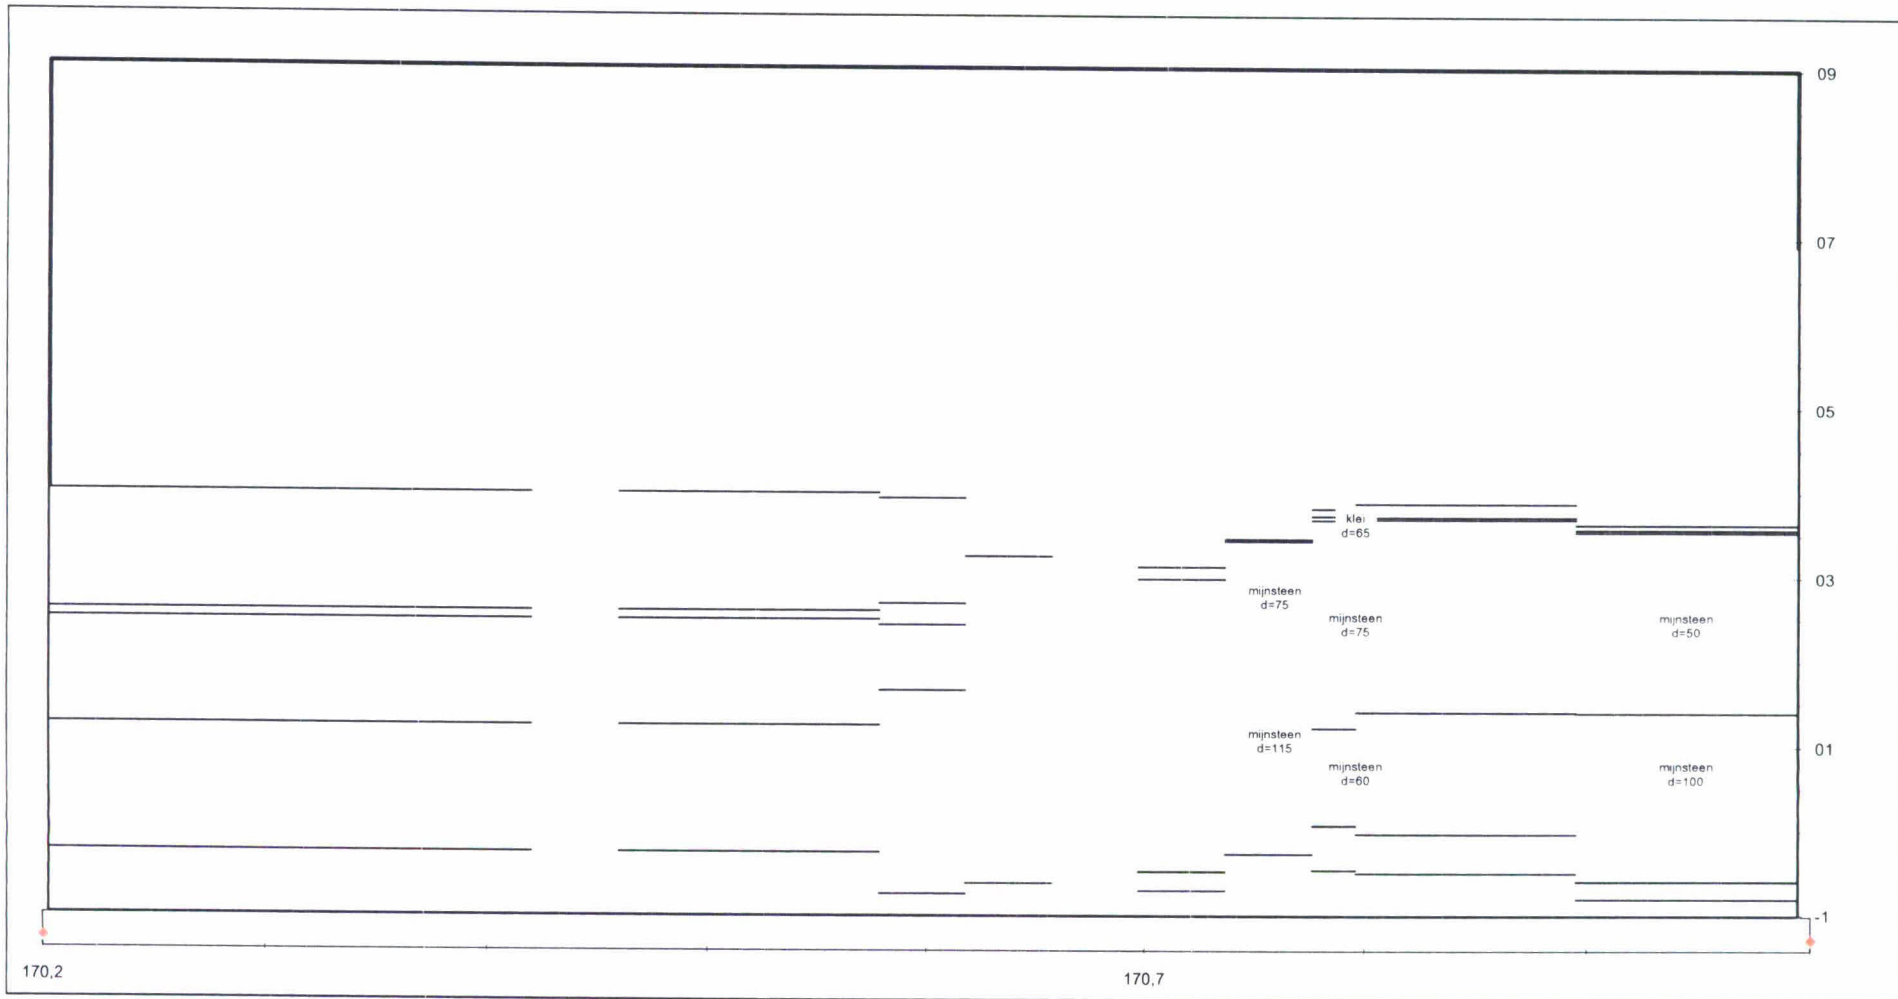 09
07
05
klei
d=65
03
mijnsteen
d=75
mijnsteen
d=75
mijnsteen
d=50
mijnsteen
d=115
01
mijnsteen
d=60
mijnsteen
d=100
-1
170,2
170,7